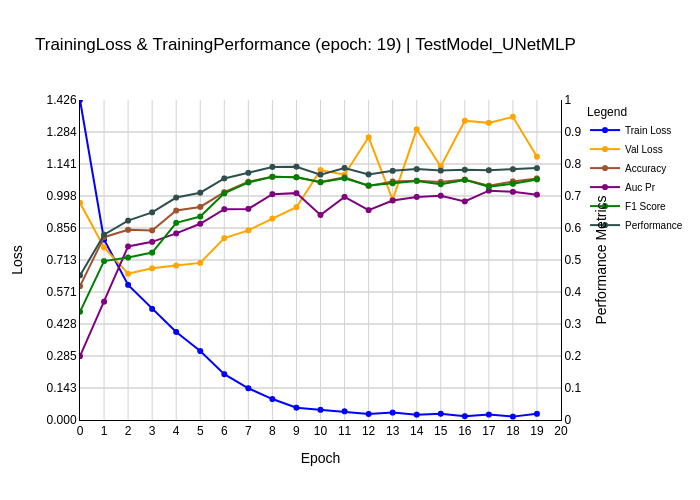 TrainingLoss & TrainingPerformance (epoch: 19) | TestModel_UNetMLP
1.426
1.284
1.141
0.998
0.856
0.713
0.571
0.428
0.285
0.143
0.000
Loss
0 1 2 3 4 5 6 7 8 9 10 11 12 13 14 15 16 17 18 19 20
Epoch
1
0.9
0.8
0.7
0.6
0.5
0.4
0.3
0.2
0.1
0
Performance Metrics
Legend
Train Loss
Val Loss
Accuracy
Auc Pr
F1 Score
Performance